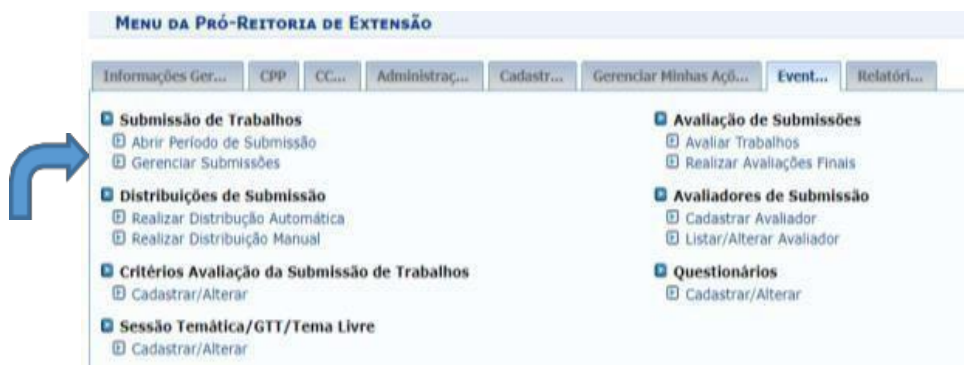 MENU DA PRÓ-REITORIA DE EXTENSÃO
Informações Ger... CPP CC... Administraç... Cadastr... Gerenciar Minhas Açõ... Event... Relatóri...
Submissão de Trabalhos
Abrir Período de Submissão
Gerenciar Submissões
Distribuições de Submissão
Realizar Distribução Automática
Realizar Distribuição Manual
Critérios Avaliação da Submissão de Trabalhos
Cadastrar/Alterar
Sessão Temática/GTT/Tema Livre
Cadastrar/Alterar
Avaliação de Submissões
Avaliar Trabalhos
Realizar Avaliações Finais
Avaliadores de Submissão
Cadastrar Avaliador
Listar/Alterar Avaliador
Questionários
Cadastrar/Alterar